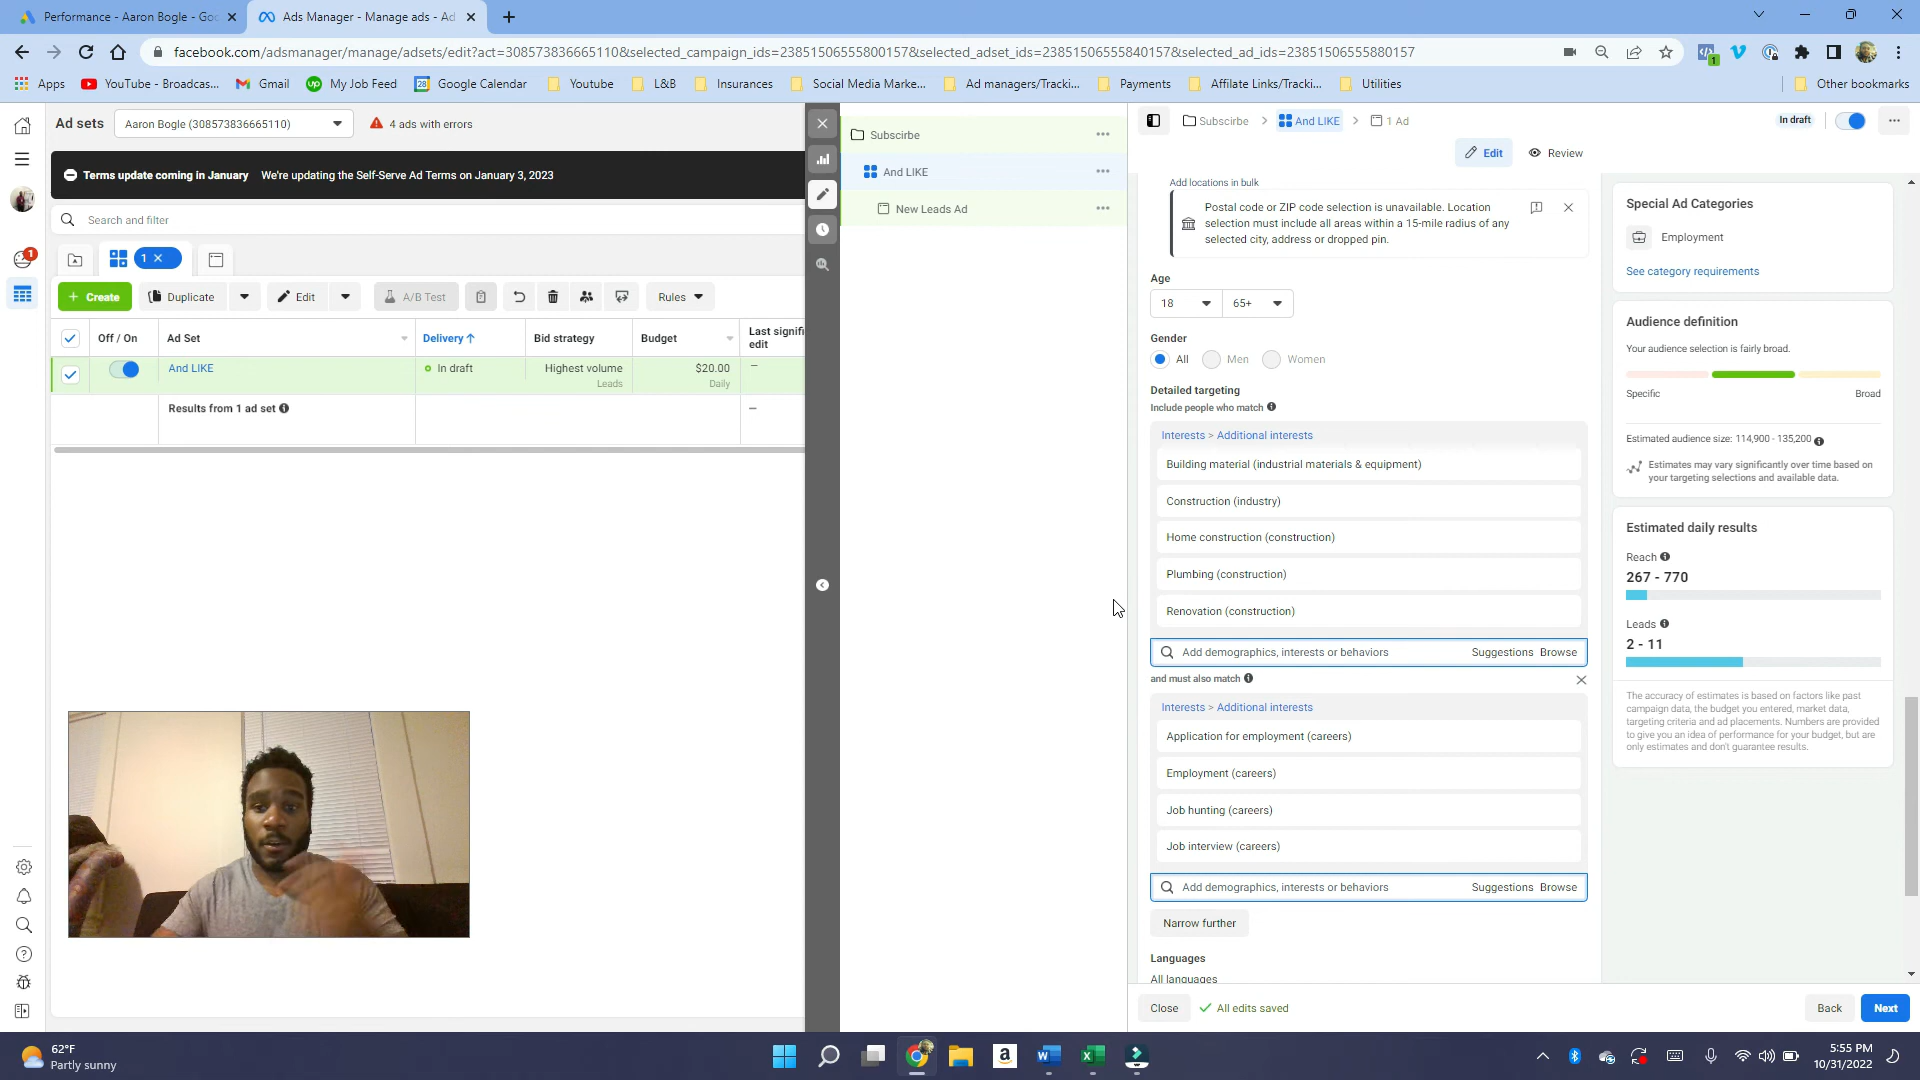 Performance - Aaron Bogle - Goo
Ads Manager - Manage ads - Ad
facebook.com/adsmanager/manage/adsets/edit?act=308573836665110&selected_campaign_ids=23851506555800157&selected_adset_ids=23851506555840157&selected_ad_ids=23851506555880157
1
Apps
YouTube - Broadcas...
Gmail
My Job Feed
Google Calendar
Youtube
L&B
Insurances
Social Media Marke...
Ad managers/Tracki...
Payments
Affilate Links/Tracki...
Utilities
Other bookmarks
Ad sets
Aaron Bogle (308573836665110)
4 ads with errors
Terms update coming in January We're updating the Self-Serve Ad Terms on January 3, 2023
Search and filter
1
1
Create
Duplicate
Edit
A/B Test
Rules
Off / On
Ad Set
Delivery
Bid strategy
Budget
Last signifi
edit
And LIKE
In draft
Highest volume
Leads
$20.00
Daily
—
Results from 1 ad set
—
Subscirbe
And LIKE
New Leads Ad
Subscirbe
And LIKE
1 Ad
In draft
Edit
Review
Add locations in bulk
Postal code or ZIP code selection is unavailable. Location
selection must include all areas within a 15-mile radius of any
selected city, address or dropped pin.
Age
18
65+
Gender
All
Men
Women
Detailed targeting
Include people who match
Interests > Additional interests
Building material (industrial materials & equipment)
Construction (industry)
Home construction (construction)
Plumbing (construction)
Renovation (construction)
Add demographics, interests or behaviors
Suggestions
Browse
and must also match
Interests > Additional interests
Application for employment (careers)
Employment (careers)
Job hunting (careers)
Job interview (careers)
Add demographics, interests or behaviors
Suggestions
Browse
Narrow further
Languages
All languages
Close
All edits saved
Back
Next
Special Ad Categories
Employment
See category requirements
Audience definition
Your audience selection is fairly broad.
Specific
Broad
Estimated audience size: 114,900 - 135,200
Estimates may vary significantly over time based on
your targeting selections and available data.
Estimated daily results
Reach
267 - 770
Leads
2 - 11
The accuracy of estimates is based on factors like past
campaign data, the budget you entered, market data,
targeting criteria and ad placements. Numbers are provided
to give you an idea of performance for your budget, but are
only estimates and don't guarantee results.
62°F
Partly sunny
5:55 PM
10/31/2022